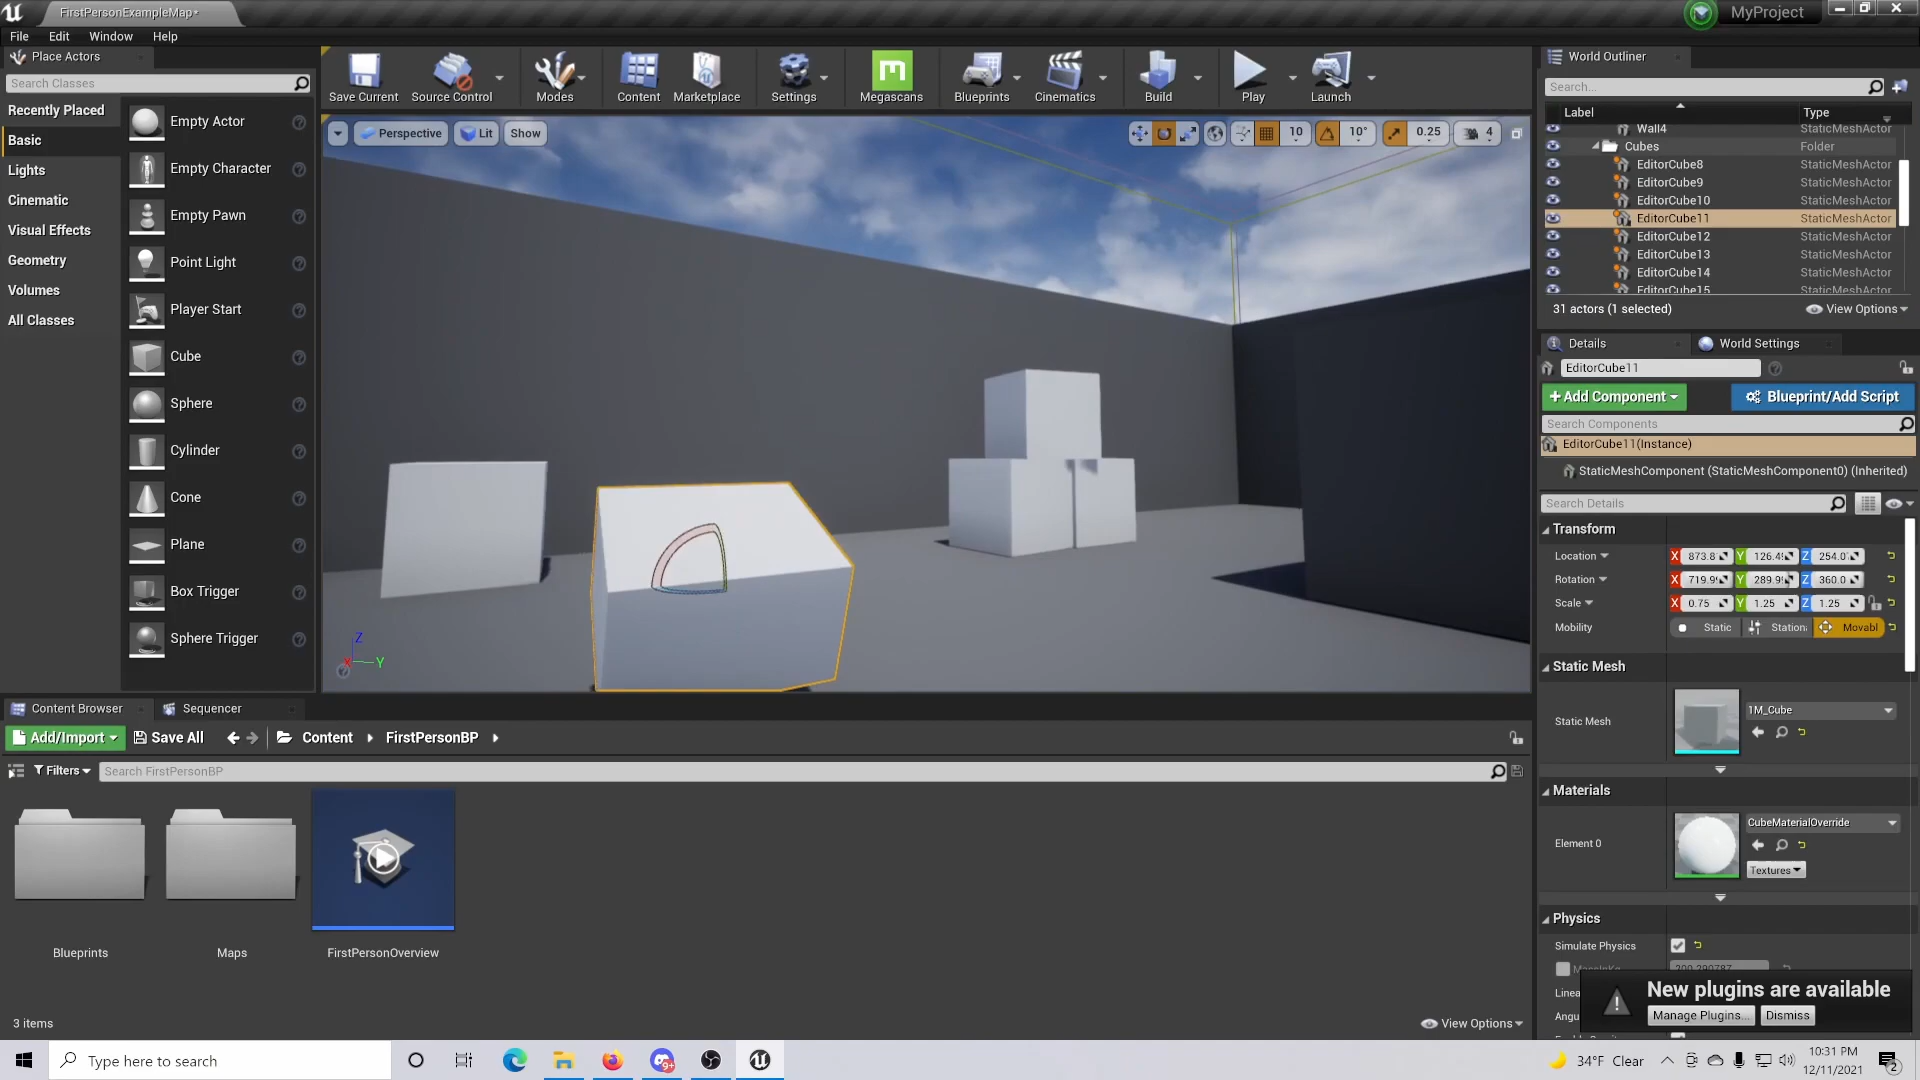 FirstPersonExampleMap*
MyProject
File Edit Window Help
Place Actors
Search Classes
Recently Placed
Basic
Lights
Cinematic
Visual Effects
Geometry
Volumes
All Classes
Empty Actor
Empty Character
Empty Pawn
Point Light
Player Start
Cube
Sphere
Cylinder
Cone
Plane
Box Trigger
Sphere Trigger
Save Current Source Control Modes Content Marketplace Settings Megascans Blueprints Cinematics Build Play Launch
Perspective Lit Show
10 10° 0.25 4
Z
X Y
World Outliner
Search...
Label Type
Wall4 StaticMeshActor
Cubes Folder
EditorCube8 StaticMeshActor
EditorCube9 StaticMeshActor
EditorCube10 StaticMeshActor
EditorCube11 StaticMeshActor
EditorCube12 StaticMeshActor
EditorCube13 StaticMeshActor
EditorCube14 StaticMeshActor
EditorCube15 StaticMeshActor
31 actors (1 selected) View Options
Details World Settings
EditorCube11
+Add Component Blueprint/Add Script
Search Components
EditorCube11(Instance)
StaticMeshComponent (StaticMeshComponent0) (Inherited)
Search Details
Transform
Location X 873.8 Y 126.4 Z 254.0
Rotation X 719.9 Y 289.9 Z 360.0
Scale X 0.75 Y 1.25 Z 1.25
Mobility Static Station Movabl
Static Mesh
Static Mesh 1M_Cube
Materials
Element 0 CubeMaterialOverride
Textures
Physics
Simulate Physics
Linea
Angu
New plugins are available
Manage Plugins... Dismiss
Content Browser Sequencer
Add/Import Save All Content FirstPersonBP
Filters Search FirstPersonBP
Blueprints Maps FirstPersonOverview
3 items View Options
Type here to search
9+
34°F Clear
10:31 PM
12/11/2021
2